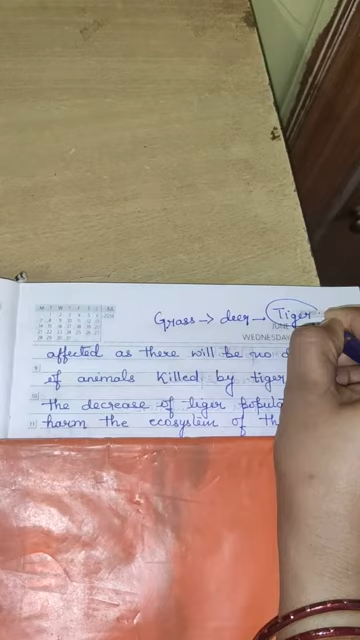 Grass → deer → Tiger
JUNE
WEDNESDAY
affected as there will be no
of animals killed by tiger
the decrease of tiger popula
harm the ecosystem of th